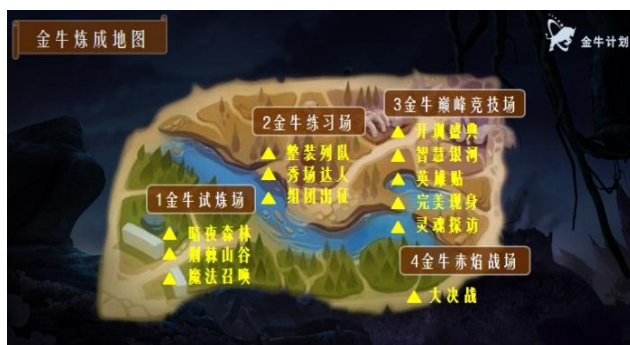 金牛炼成地图
金牛计划
1金牛试炼场
▲ 暗夜森林
▲ 荆棘山谷
▲ 魔法召唤
2金牛练习场
▲ 整装列队
▲ 秀场达人
▲ 组团出征
3金牛巅峰竞技场
▲ 开训盛典
▲ 智慧银河
▲ 英雄贴
▲ 完美现身
▲ 灵魂探访
4金牛赤焰战场
▲ 大决战